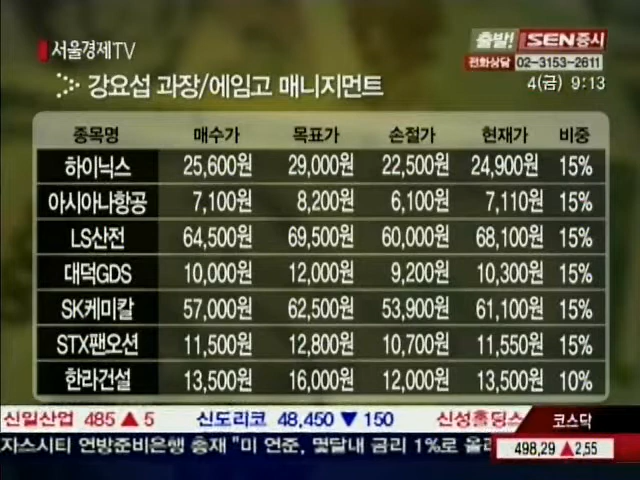 서울경제TV
출발! SEN증시
전화상담 02-3153-2611
강요섭 과장/에임고 매니지먼트
4(금) 9:13
종목명 매수가 목표가 손절가 현재가 비중
하이닉스 25,600원 29,000원 22,500원 24,900원 15%
아시아나항공 7,100원 8,200원 6,100원 7,110원 15%
LS산전 64,500원 69,500원 60,000원 68,100원 15%
대덕GDS 10,000원 12,000원 9,200원 10,300원 15%
SK케미칼 57,000원 62,500원 53,900원 61,100원 15%
STX팬오션 11,500원 12,800원 10,700원 11,550원 15%
한라건설 13,500원 16,000원 12,000원 13,500원 10%
신일산업 485 ▲ 5 신도리코 48,450 ▼ 150 신성홀딩스
코스닥
자스시티 연방준비은행 총재 "미 연준, 몇달내 금리 1%로 올려
498,29 ▲2,55